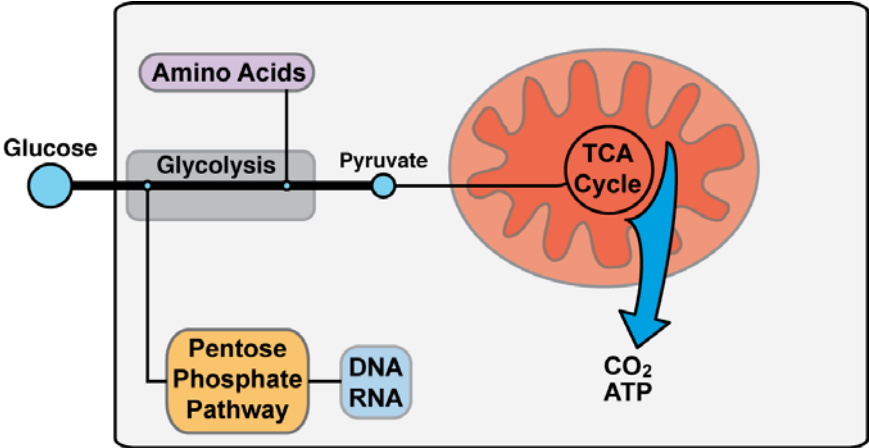 Amino Acids
Glucose
Glycolysis
Pyruvate
TCA
Cycle
Pentose
Phosphate
Pathway
DNA
RNA
CO₂
ATP